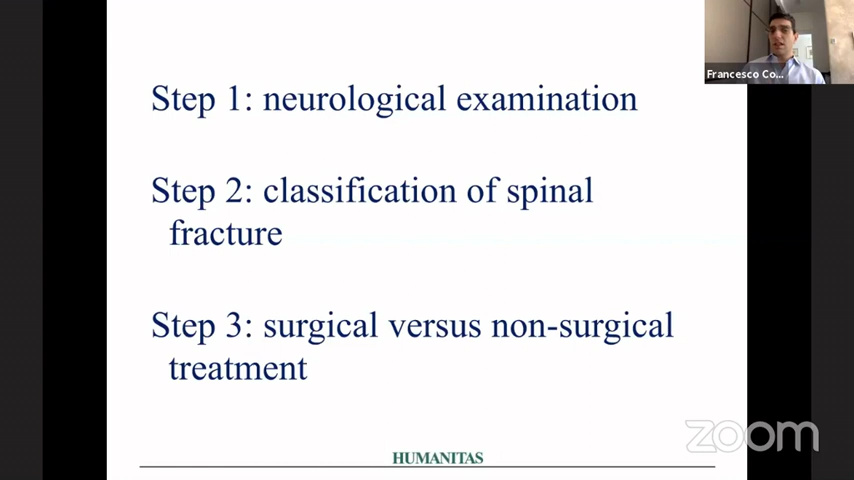 Francesco Co...
Step 1: neurological examination
Step 2: classification of spinal
fracture
Step 3: surgical versus non-surgical
treatment
zoom
HUMANITAS